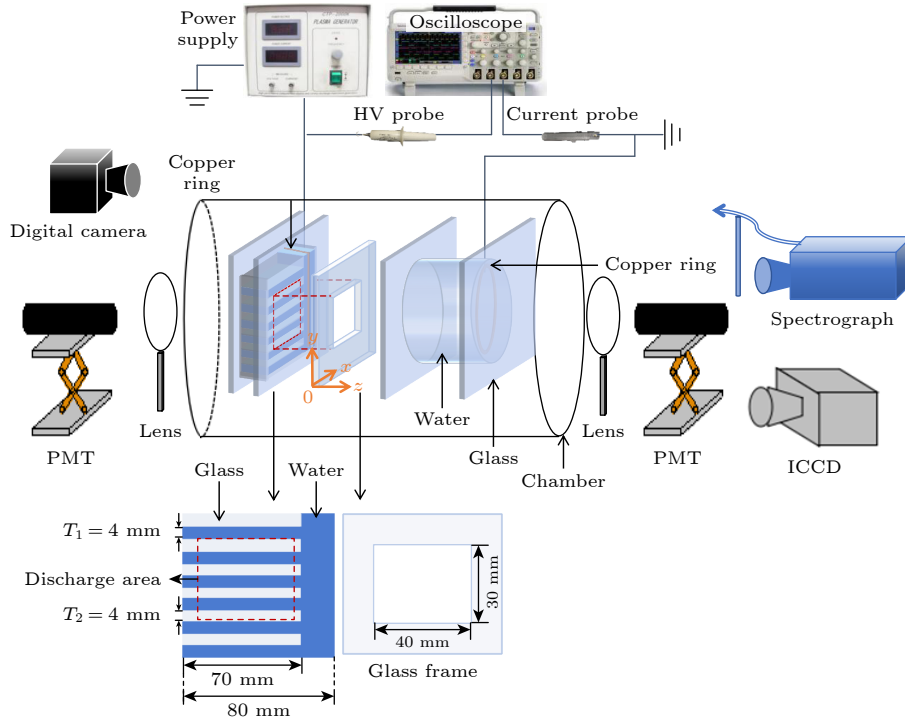 Power
supply
PLASMA GENERATOR
Oscilloscope
HV probe
Current probe
Copper
ring
Digital camera
Copper ring
Spectrograph
y
x
0
z
Water
Lens
Glass
Lens
PMT
Chamber
PMT
ICCD
Glass
Water
T₁ = 4 mm
Discharge area
T₂ = 4 mm
30 mm
40 mm
70 mm
Glass frame
80 mm